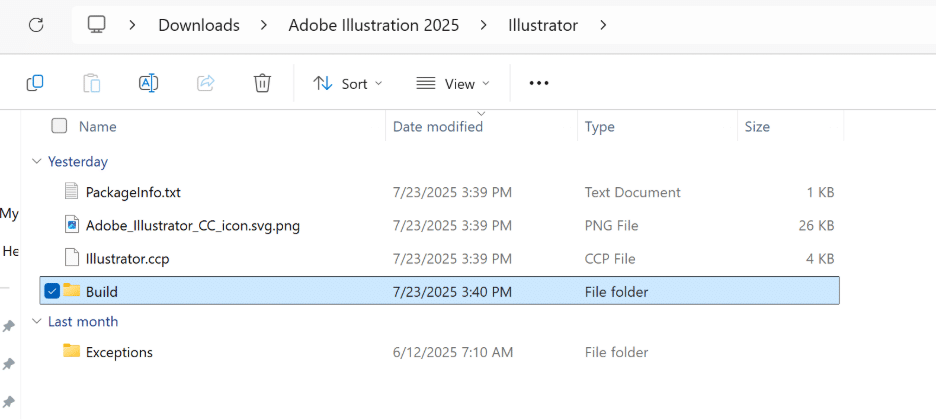 Downloads > Adobe Illustration 2025 > Illustrator >
Sort View
Name Date modified Type Size
Yesterday
PackageInfo.txt 7/23/2025 3:39 PM Text Document 1 KB
My
Adobe_Illustrator_CC_icon.svg.png 7/23/2025 3:39 PM PNG File 26 KB
He
Illustrator.ccp 7/23/2025 3:39 PM CCP File 4 KB
Build 7/23/2025 3:40 PM File folder
Last month
Exceptions 6/12/2025 7:10 AM File folder